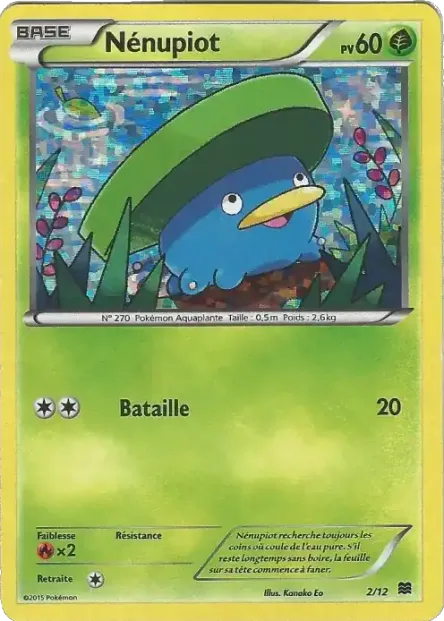 BASE
Nénupiot
PV60
N° 270 Pokémon Aquaplante Taille : 0,5m Poids : 2,6kg
Bataille 20
Faiblesse Résistance
×2
Retraite
Nénupiot recherche toujours les
coins où coule de l'eau pure. S'il
reste longtemps sans boire, la feuille
sur sa tête commence à faner.
©2015 Pokémon
Illus. Kanako Eo
2/12